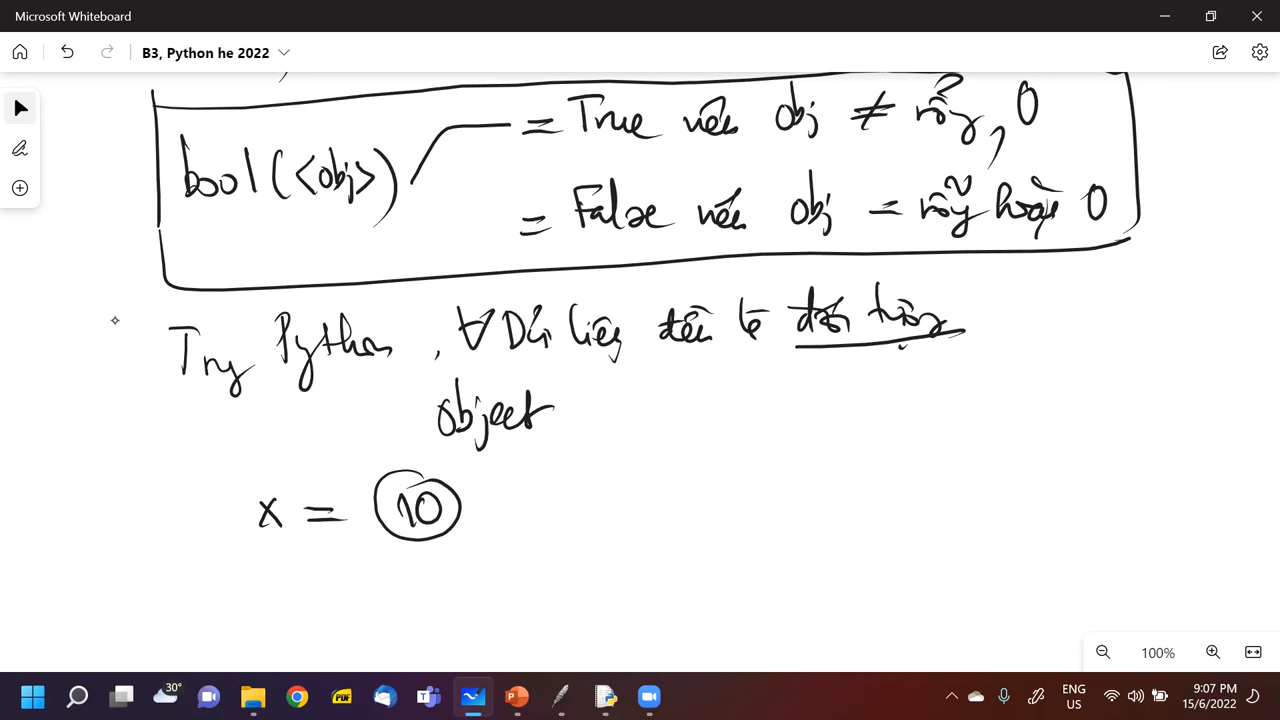 Microsoft Whiteboard
B3, Python he 2022
bool(<obj>)
= True nếu obj ≠ rỗng, 0
= False nếu obj = rỗng hoặc 0
Python, ∀ Dữ liệu đều là đối tượng
object
x = 10
100%
30°
ENG
US
9:07 PM
15/6/2022